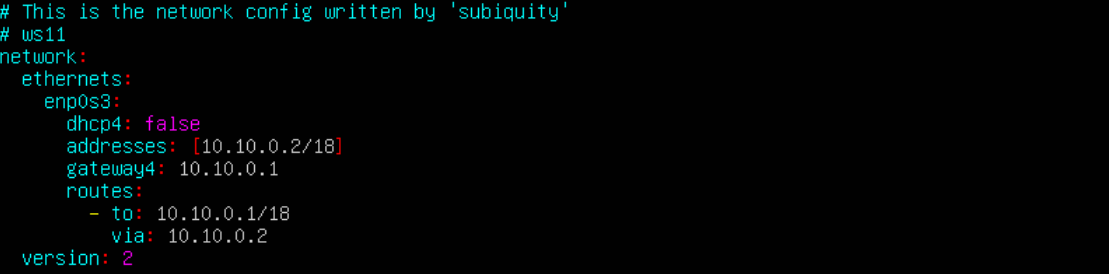 # This is the network config written by 'subiquity'
# ws11
network:
  ethernets:
    enp0s3:
      dhcp4: false
      addresses: [10.10.0.2/18]
      gateway4: 10.10.0.1
      routes:
        - to: 10.10.0.1/18
          via: 10.10.0.2
  version: 2